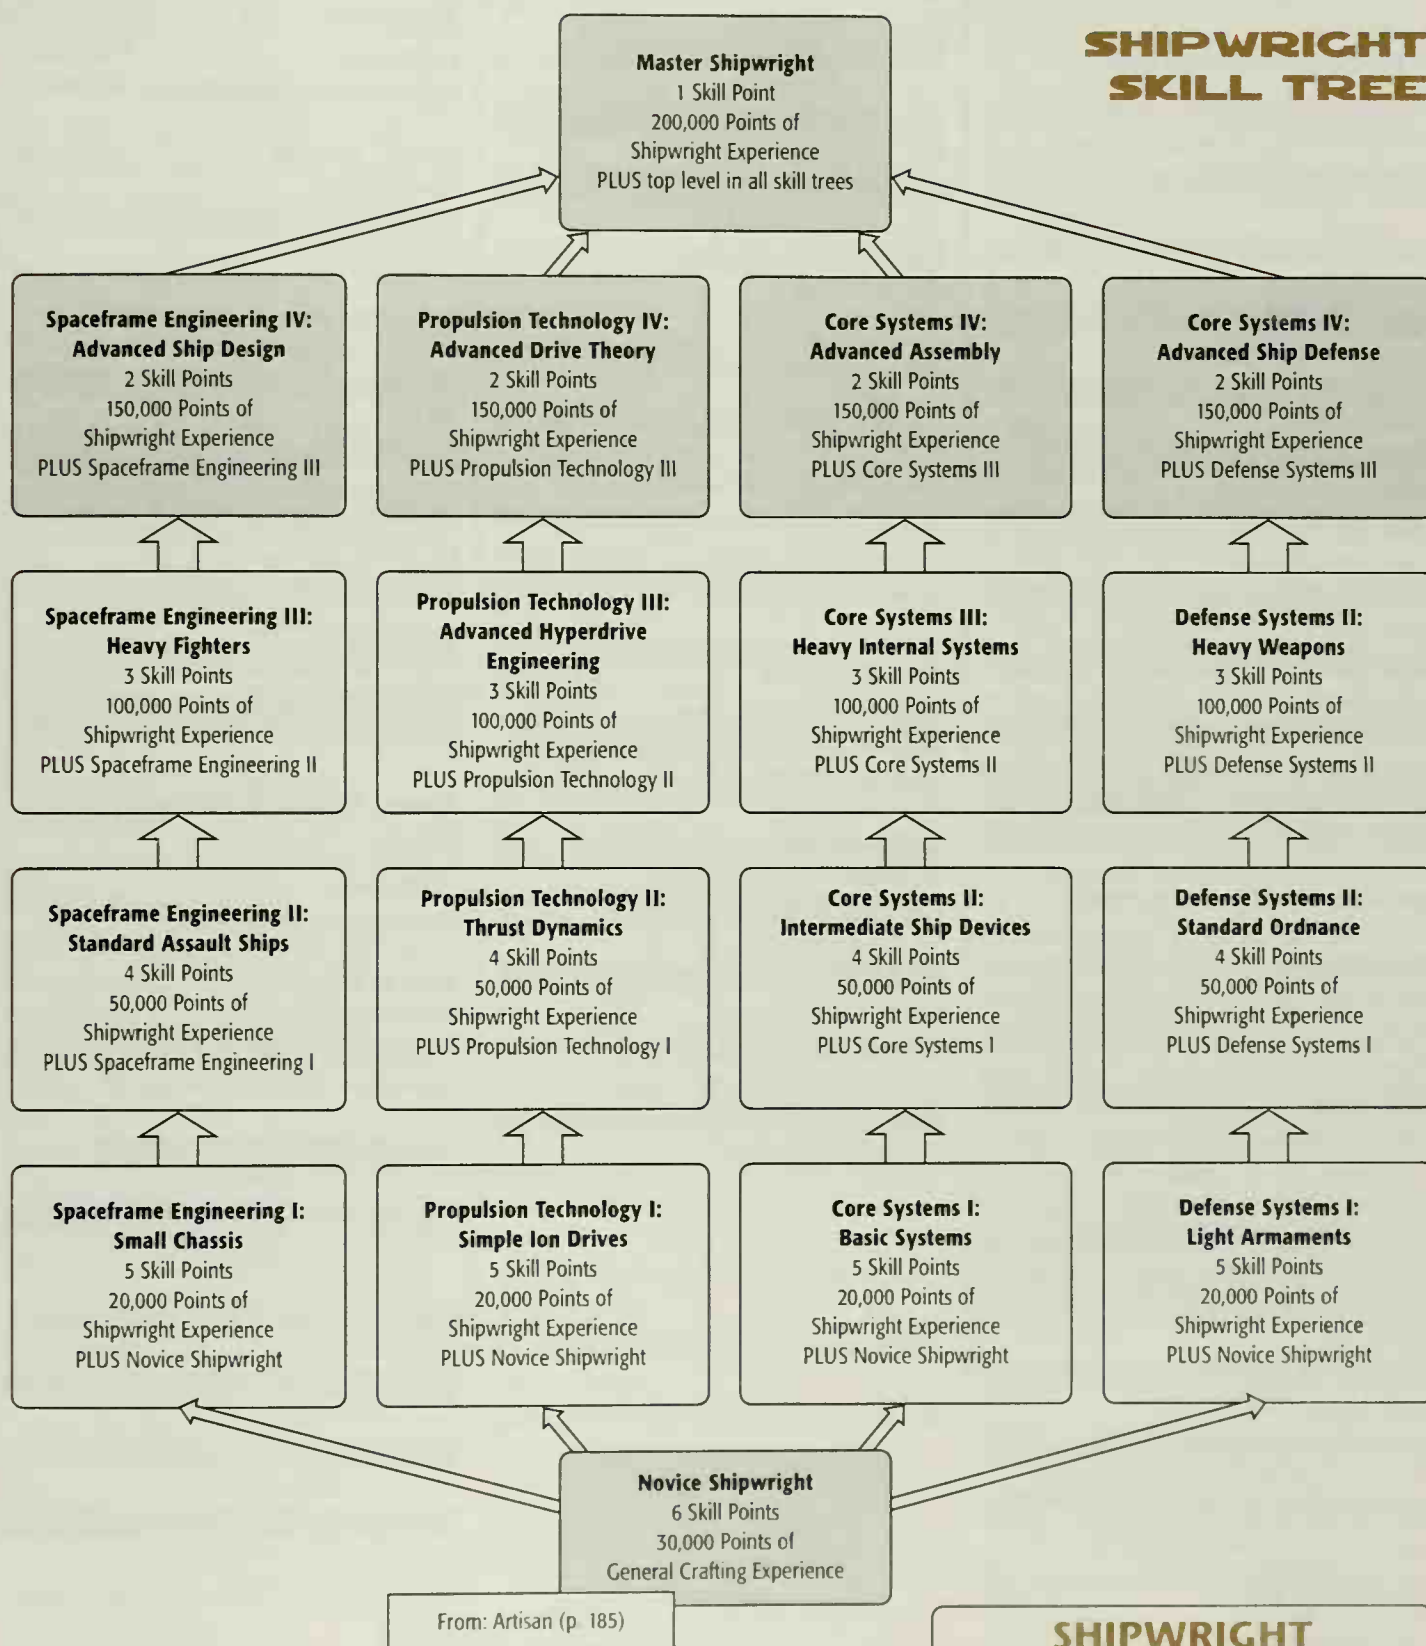 SHIPWRIGHT
SKILL TREE
Master Shipwright
1 Skill Point
200,000 Points of
Shipwright Experience
PLUS top level in all skill trees
Spaceframe Engineering IV:
Advanced Ship Design
2 Skill Points
150,000 Points of
Shipwright Experience
PLUS Spaceframe Engineering III
Propulsion Technology IV:
Advanced Drive Theory
2 Skill Points
150,000 Points of
Shipwright Experience
PLUS Propulsion Technology III
Core Systems IV:
Advanced Assembly
2 Skill Points
150,000 Points of
Shipwright Experience
PLUS Core Systems III
Core Systems IV:
Advanced Ship Defense
2 Skill Points
150,000 Points of
Shipwright Experience
PLUS Defense Systems III
Spaceframe Engineering III:
Heavy Fighters
3 Skill Points
100,000 Points of
Shipwright Experience
PLUS Spaceframe Engineering II
Propulsion Technology III:
Advanced Hyperdrive
Engineering
3 Skill Points
100,000 Points of
Shipwright Experience
PLUS Propulsion Technology II
Core Systems III:
Heavy Internal Systems
3 Skill Points
100,000 Points of
Shipwright Experience
PLUS Core Systems II
Defense Systems II:
Heavy Weapons
3 Skill Points
100,000 Points of
Shipwright Experience
PLUS Defense Systems II
Spaceframe Engineering II:
Standard Assault Ships
4 Skill Points
50,000 Points of
Shipwright Experience
PLUS Spaceframe Engineering I
Propulsion Technology II:
Thrust Dynamics
4 Skill Points
50,000 Points of
Shipwright Experience
PLUS Propulsion Technology I
Core Systems II:
Intermediate Ship Devices
4 Skill Points
50,000 Points of
Shipwright Experience
PLUS Core Systems I
Defense Systems II:
Standard Ordnance
4 Skill Points
50,000 Points of
Shipwright Experience
PLUS Defense Systems I
Spaceframe Engineering I:
Small Chassis
5 Skill Points
20,000 Points of
Shipwright Experience
PLUS Novice Shipwright
Propulsion Technology I:
Simple Ion Drives
5 Skill Points
20,000 Points of
Shipwright Experience
PLUS Novice Shipwright
Core Systems I:
Basic Systems
5 Skill Points
20,000 Points of
Shipwright Experience
PLUS Novice Shipwright
Defense Systems I:
Light Armaments
5 Skill Points
20,000 Points of
Shipwright Experience
PLUS Novice Shipwright
Novice Shipwright
6 Skill Points
30,000 Points of
General Crafting Experience
From: Artisan (p. 185)
SHIPWRIGHT